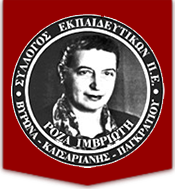 ΣΥΛΛΟΓΟΣ ΕΚΠΑΙΔΕΥΤΙΚΩΝ Π.Ε.
ΡΟΖΑ ΙΜΒΡΙΩΤΗ
ΒΥΡΩΝΑ - ΚΑΙΣΑΡΙΑΝΗΣ - ΠΑΓΚΡΑΤΙΟΥ